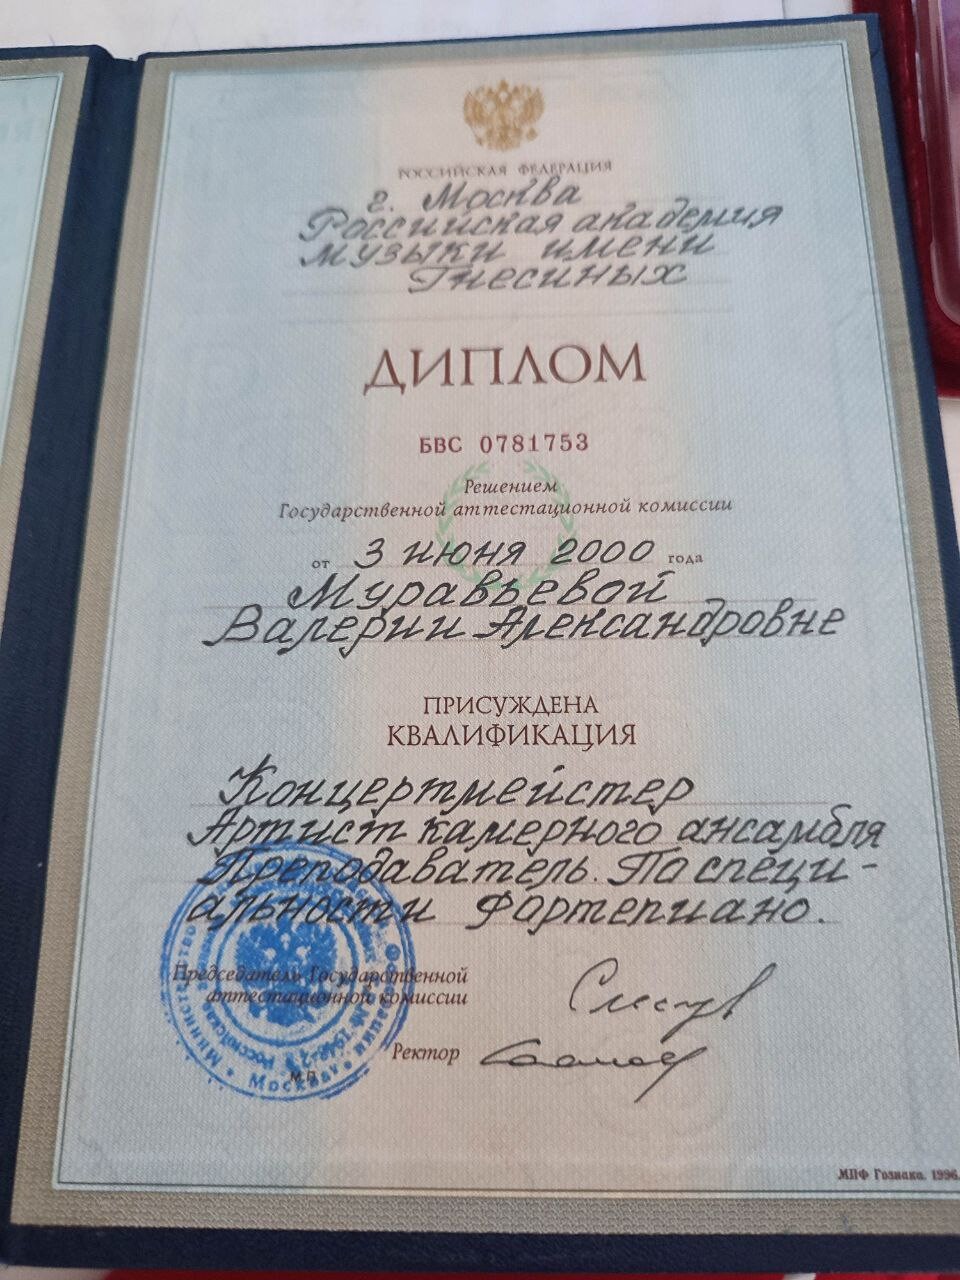 РОССИЙСКАЯ ФЕДЕРАЦИЯ
г. Москва
Российская академия
музыки имени
Гнесиных
ДИПЛОМ
БВС 0781753
Решением
Государственной аттестационной комиссии
от 3 июня 2000 года
Муравьевой
Валерии Александровне
ПРИСУЖДЕНА
КВАЛИФИКАЦИЯ
Концертмейстер
Артист камерного ансамбля
Преподаватель. По специ-
альности фортепиано.
Председатель Государственной
аттестационной комиссии
Ректор
М.П.
Москва
МПФ Гознака. 1996.